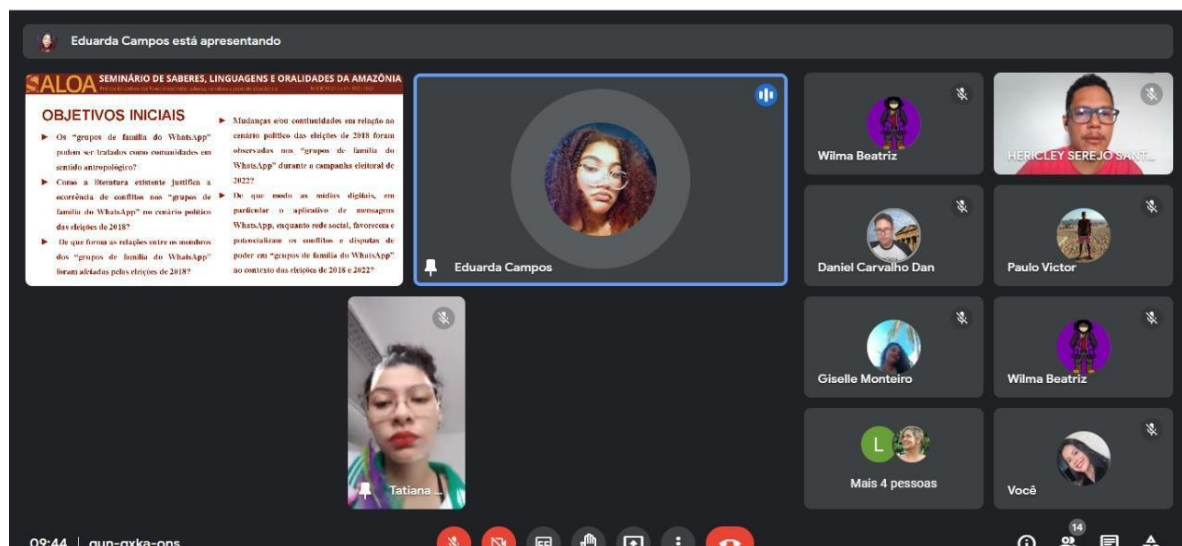 Eduarda Campos está apresentando
SALOA SEMINÁRIO DE SABERES, LINGUAGENS E ORALIDADES DA AMAZÔNIA
OBJETIVOS INICIAIS
► Os “grupos de família do WhatsApp”
podem ser tratados como comunidades em
sentido antropológico?
► Como a literatura existente justifica a
ocorrência de conflitos nos “grupos de
família do WhatsApp” no cenário político
das eleições de 2018?
► De que forma as relações entre os membros
dos “grupos de família do WhatsApp”
foram afetadas pelas eleições de 2018?
► Mudanças e/ou continuidades em relação ao
cenário político das eleições de 2018 foram
observadas nos “grupos de família do
WhatsApp” durante a campanha eleitoral de
2022?
► De que modo as mídias digitais, em
particular o aplicativo de mensagens
WhatsApp, enquanto rede social, favorecem e
potencializam os conflitos e disputas de
poder em “grupos de família do WhatsApp”
no contexto das eleições de 2018 e 2022?
Eduarda Campos
Wilma Beatriz
HERICLEY SEREJO SANT...
Daniel Carvalho Dan
Paulo Victor
Giselle Monteiro
Wilma Beatriz
Tatiana ...
L
Mais 4 pessoas
Você
09:44 | qun-qxka-ons
CC
14